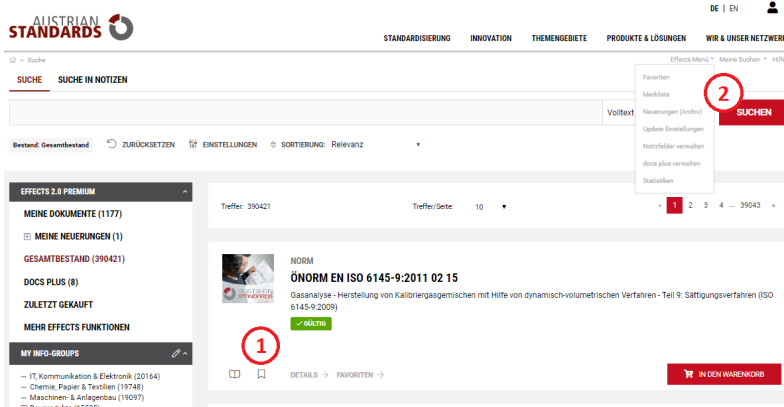 DE | EN
AUSTRIAN
STANDARDS
STANDARDISIERUNG INNOVATION THEMENGEBIETE PRODUKTE & LÖSUNGEN WIR & UNSER NETZWERK
> Suche
Effects Menü Meine Suchen Hilfe
SUCHE SUCHE IN NOTIZEN
Favoriten
Merkliste
Neuerungen (Archiv)
Update Einstellungen
Notizfelder verwalten
docs plus verwalten
Statistiken
2
Volltext
SUCHEN
Bestand: Gesamtbestand ZURÜCKSETZEN EINSTELLUNGEN SORTIERUNG: Relevanz
EFFECTS 2.0 PREMIUM
MEINE DOKUMENTE (1177)
MEINE NEUERUNGEN (1)
GESAMTBESTAND (390421)
DOCS PLUS (8)
ZULETZT GEKAUFT
MEHR EFFECTS FUNKTIONEN
MY INFO-GROUPS
— IT, Kommunikation & Elektronik (20164)
— Chemie, Papier & Textilien (19748)
— Maschinen- & Anlagenbau (19097)
Treffer: 390421 Treffer/Seite: 10 « 1 2 3 4 ... 39043 »
AUSTRIAN
STANDARDS
NORM
ÖNORM EN ISO 6145-9:2011 02 15
Gasanalyse - Herstellung von Kalibriergasgemischen mit Hilfe von dynamisch-volumetrischen Verfahren - Teil 9: Sättigungsverfahren (ISO
6145-9:2009)
GÜLTIG
1
DETAILS → FAVORITEN →
IN DEN WARENKORB